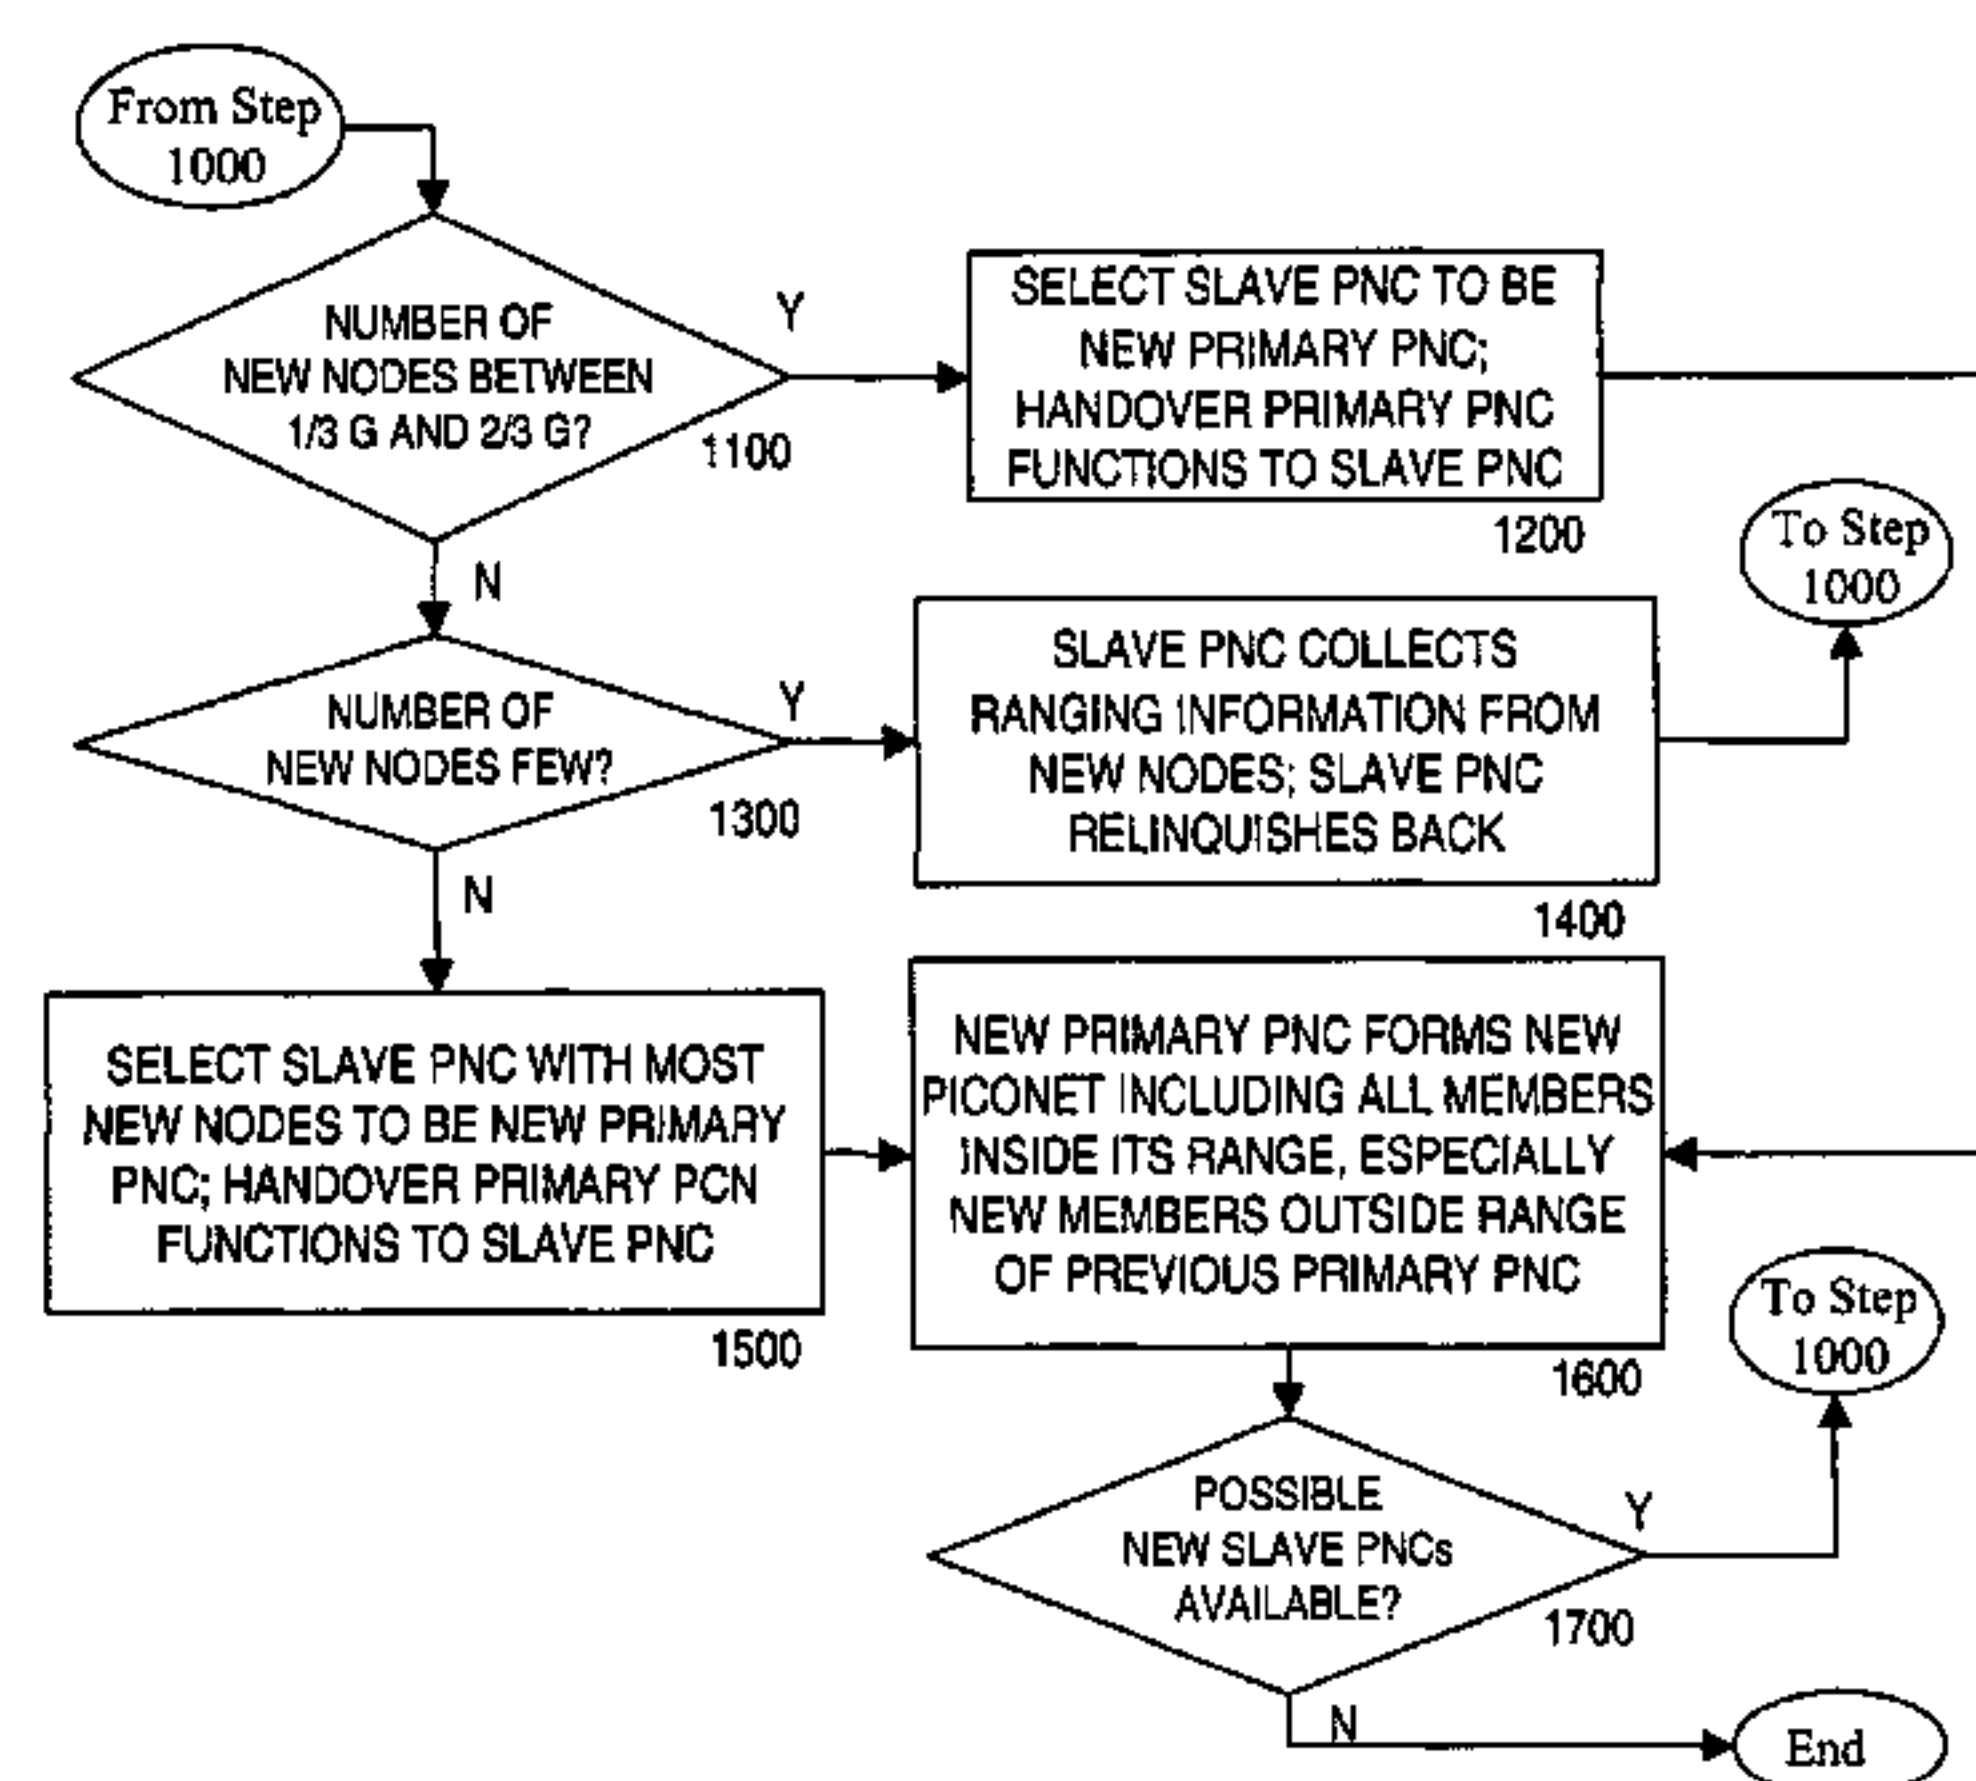 From Step
1000
NUMBER OF
NEW NODES BETWEEN
1/3 G AND 2/3 G?
1100
Y
N
SELECT SLAVE PNC TO BE
NEW PRIMARY PNC;
HANDOVER PRIMARY PNC
FUNCTIONS TO SLAVE PNC
1200
To Step
1000
NUMBER OF
NEW NODES FEW?
1300
Y
N
SLAVE PNC COLLECTS
RANGING INFORMATION FROM
NEW NODES; SLAVE PNC
RELINQUISHES BACK
1400
SELECT SLAVE PNC WITH MOST
NEW NODES TO BE NEW PRIMARY
PNC; HANDOVER PRIMARY PCN
FUNCTIONS TO SLAVE PNC
1500
NEW PRIMARY PNC FORMS NEW
PICONET INCLUDING ALL MEMBERS
INSIDE ITS RANGE, ESPECIALLY
NEW MEMBERS OUTSIDE RANGE
OF PREVIOUS PRIMARY PNC
1600
To Step
1000
POSSIBLE
NEW SLAVE PNCs
AVAILABLE?
1700
Y
N
End